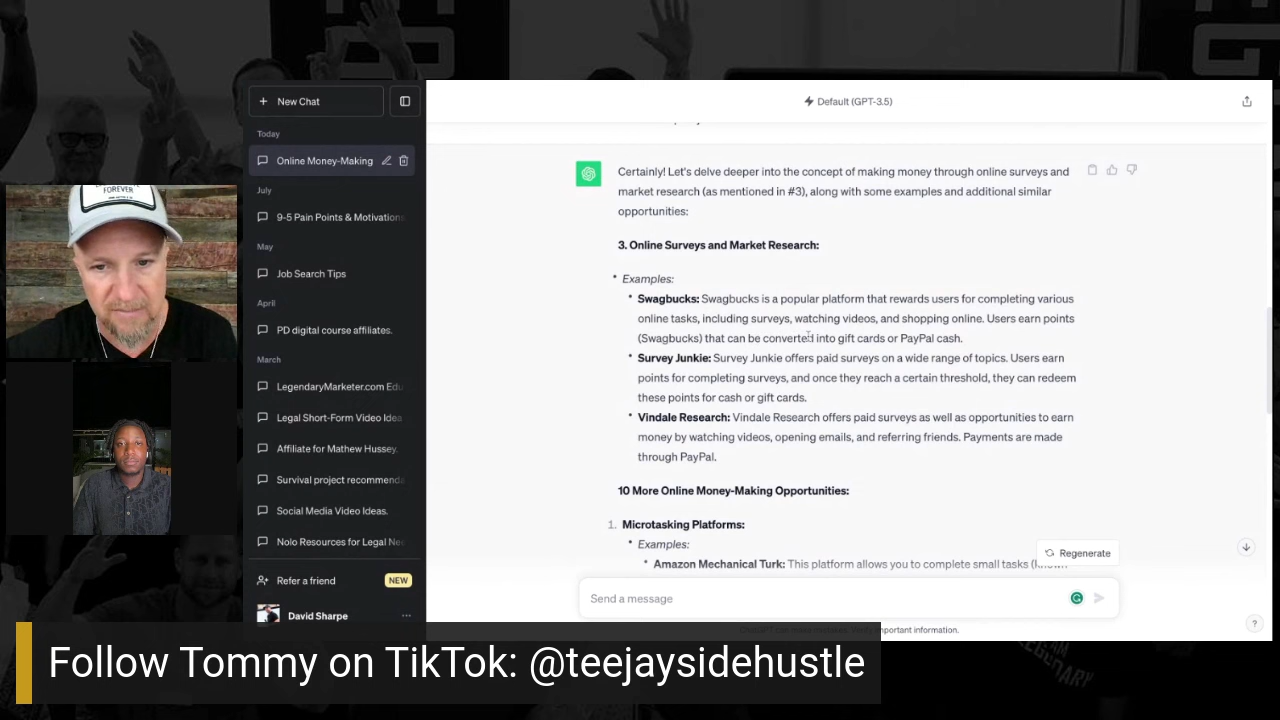 New Chat
Default (GPT-3.5)
Today
Online Money-Making
July
9-5 Pain Points & Motivation
May
Job Search Tips
April
PD digital course affiliates.
March
LegendaryMarketer.com Edu
Legal Short-Form Video Idea
Affiliate for Mathew Hussey.
Survival project recommenda
Social Media Video Ideas.
Nolo Resources for Legal Ne
Refer a friend
NEW
David Sharpe
FOREVER
Certainly! Let's delve deeper into the concept of making money through online surveys and
market research (as mentioned in #3), along with some examples and additional similar
opportunities:
3. Online Surveys and Market Research:
• Examples:
• Swagbucks: Swagbucks is a popular platform that rewards users for completing various
online tasks, including surveys, watching videos, and shopping online. Users earn points
(Swagbucks) that can be converted into gift cards or PayPal cash.
• Survey Junkie: Survey Junkie offers paid surveys on a wide range of topics. Users earn
points for completing surveys, and once they reach a certain threshold, they can redeem
these points for cash or gift cards.
• Vindale Research: Vindale Research offers paid surveys as well as opportunities to earn
money by watching videos, opening emails, and referring friends. Payments are made
through PayPal.
10 More Online Money-Making Opportunities:
1. Microtasking Platforms:
• Examples:
• Amazon Mechanical Turk: This platform allows you to complete small tasks (known
Regenerate
Send a message
important information.
?
Follow Tommy on TikTok: @teejaysidehustle